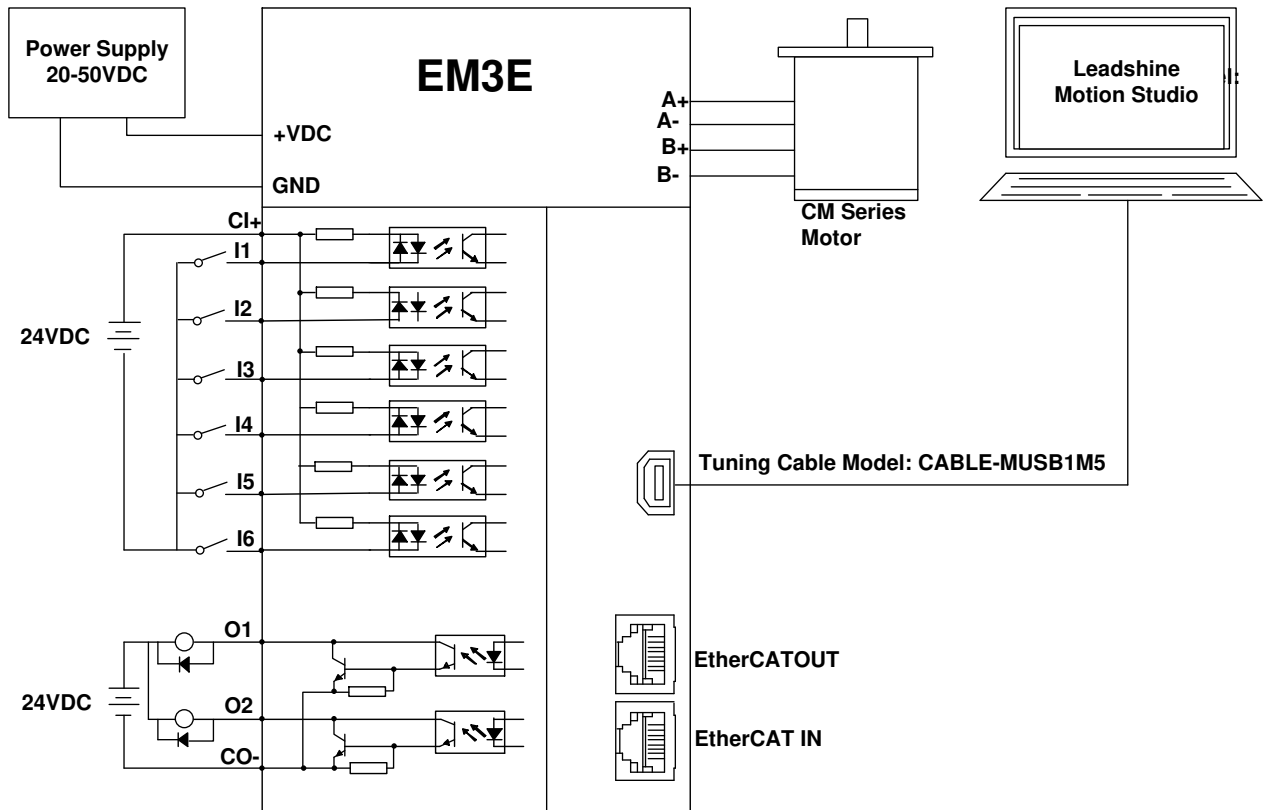 Power Supply
20-50VDC
EM3E
+VDC
GND
A+
A-
B+
B-
CM Series
Motor
Leadshine
Motion Studio
el:
CI+
I1
I2
I3
I4
I5
I6
24VDC
Tuning Cable Model: CABLE-MUSB1M5
O1
O2
CO-
24VDC
EtherCATOUT
EtherCAT IN